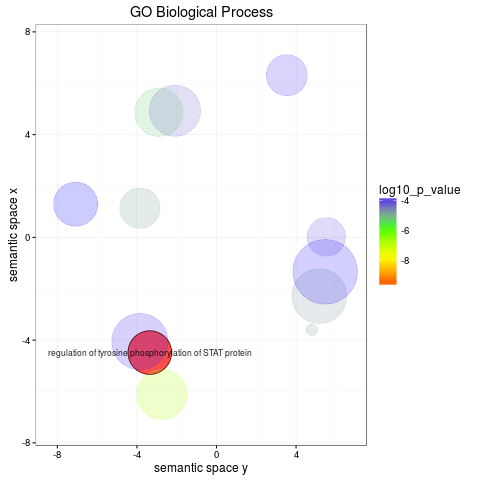 GO Biological Process
8
4
0
-4
-8
semantic space x
-8
-4
0
4
semantic space y
regulation of tyrosine phosphorylation of STAT protein
log10_p_value
-4
-6
-8